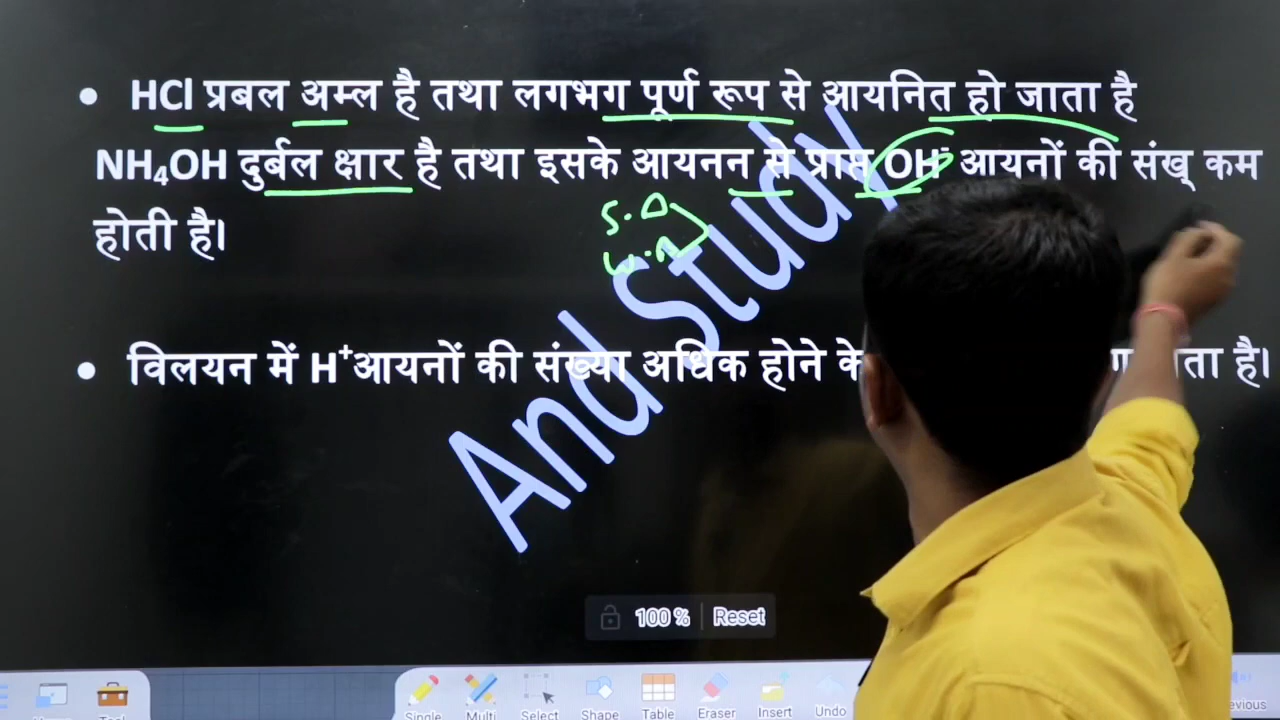 • HCl प्रबल अम्ल है तथा लगभग पूर्ण रूप से आयनित हो जाता है
NH₄OH दुर्बल क्षार है तथा इसके आयनन से प्राप्त OH⁻ आयनों की संख् कम
होती है।
• विलयन में H⁺आयनों की संख्या अधिक होने के है।
And Study
100 % Reset
Single Multi Select Shape Table Eraser Insert Undo